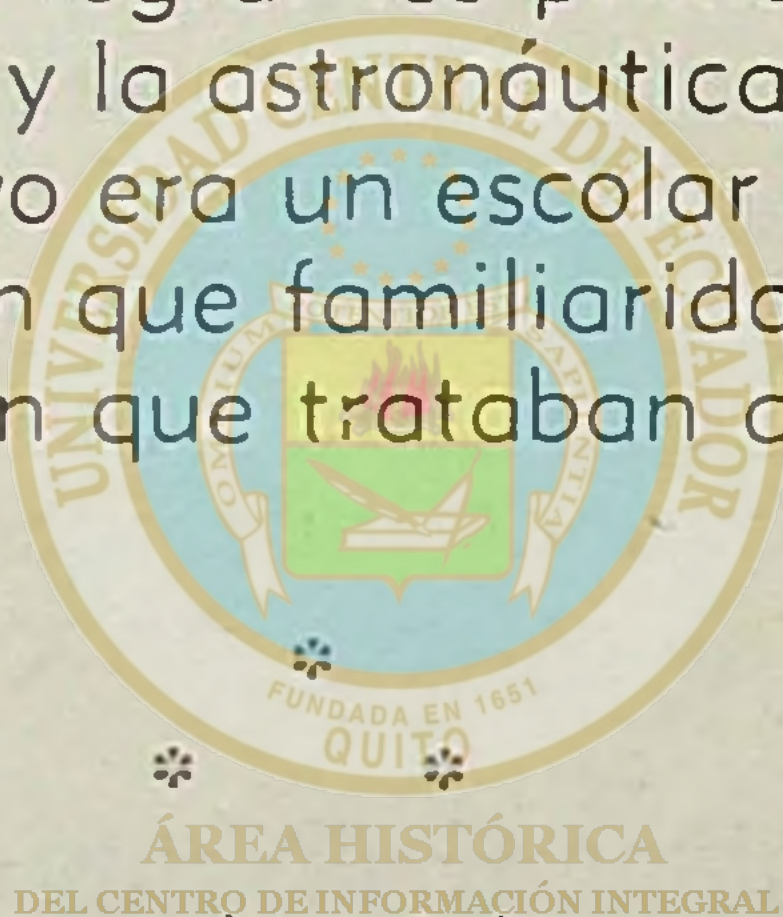 y la astronáutica
era un escolar
que familiarida
que trataban
*
* *
UNIVERSIDAD CENTRAL DEL ECUADOR
OMNIUM POTENTIOR EST SAPIENTIA
FUNDADA EN 1651
QUITO
ÁREA HISTÓRICA
DEL CENTRO DE INFORMACIÓN INTEGRAL